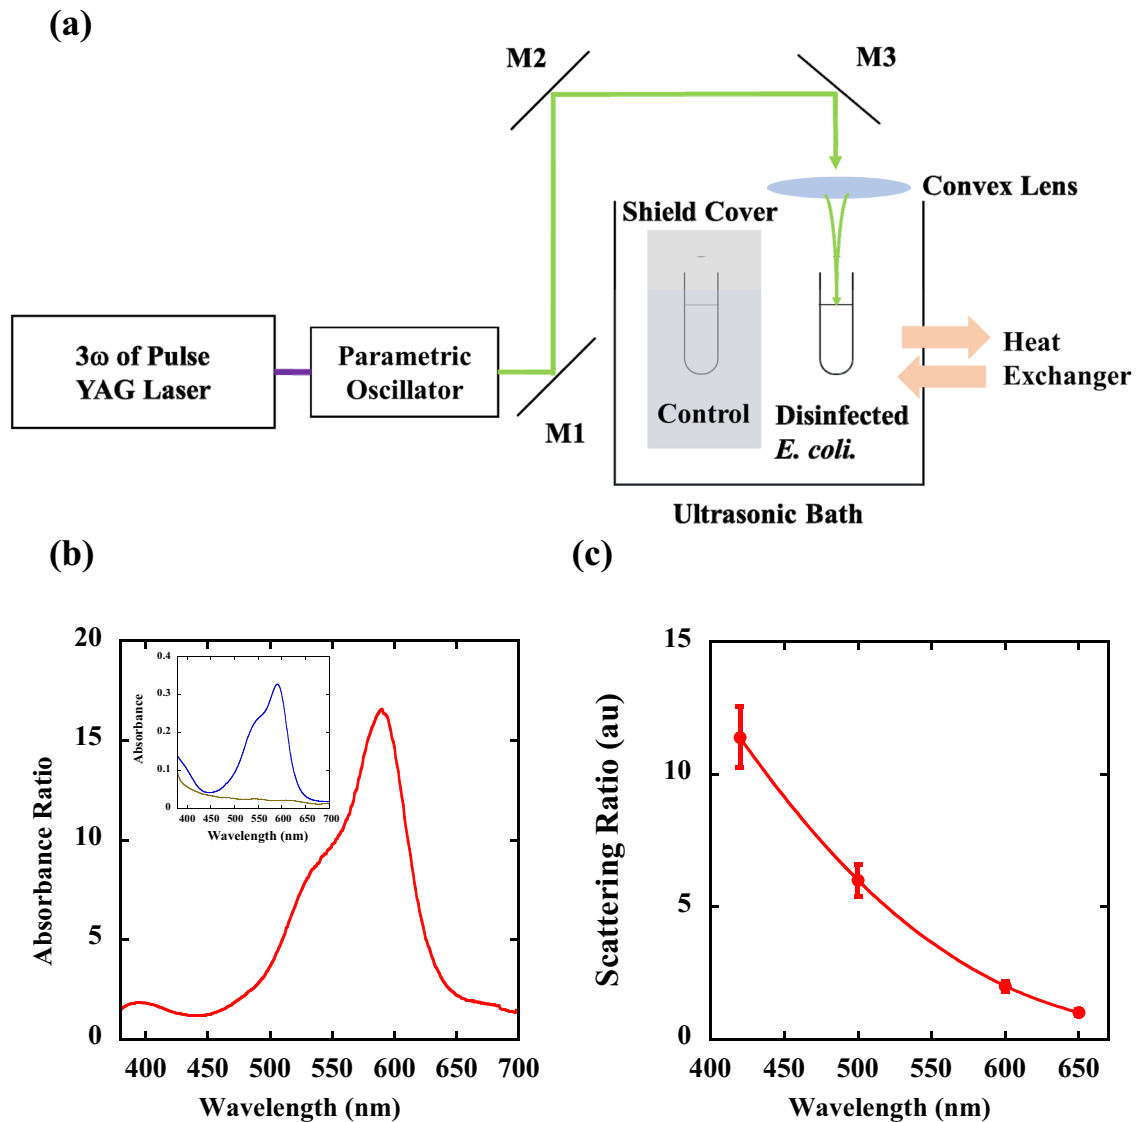 (a)
M2
M3
Convex Lens
Shield Cover
3ω of Pulse
YAG Laser
Parametric
Oscillator
M1
Control
Disinfected
E. coli.
Heat
Exchanger
Ultrasonic Bath
(b)
20
15
10
5
0
Absorbance Ratio
400 450 500 550 600 650 700
Wavelength (nm)
0.4
0.3
0.2
0.1
0
Absorbance
400 450 500 550 600 650 700
Wavelength (nm)
(c)
15
10
5
0
Scattering Ratio (au)
400 450 500 550 600 650
Wavelength (nm)